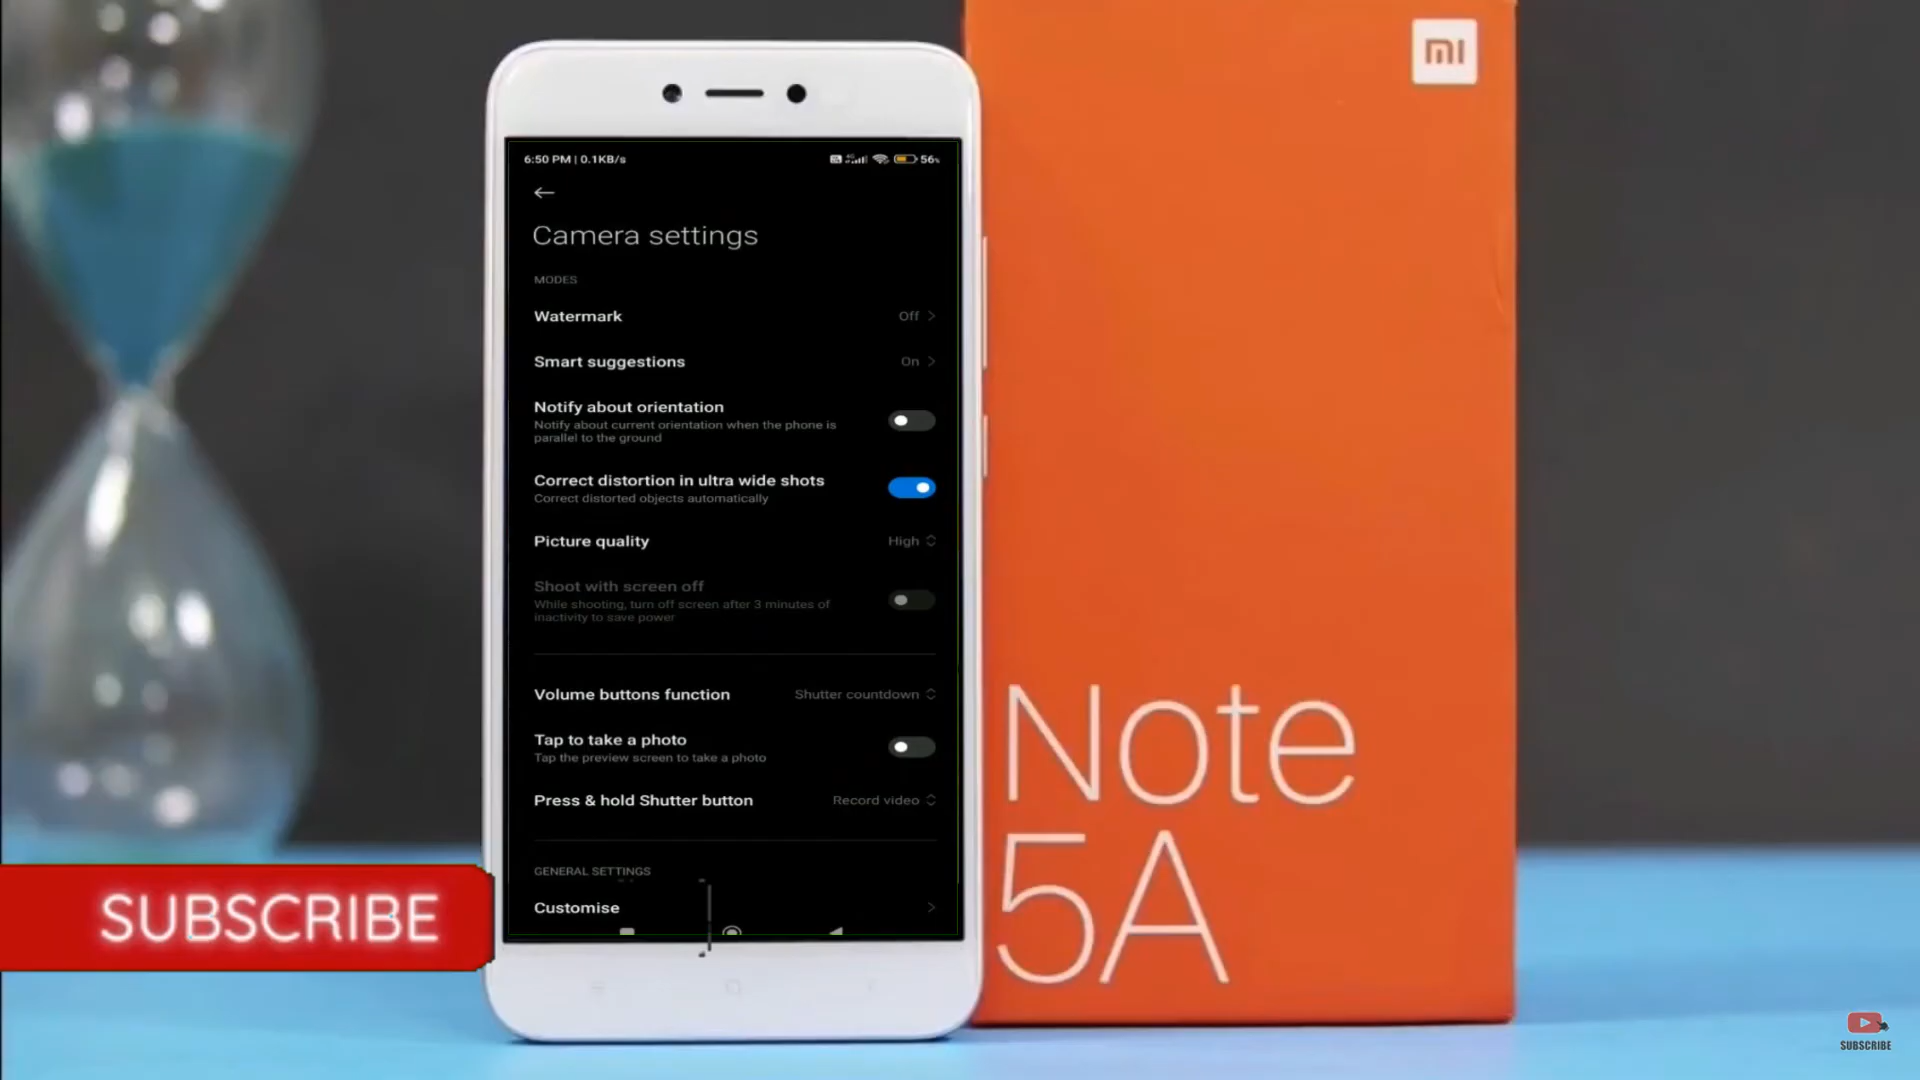 mi
6:50 PM | 0.1KB/s
56%
Camera settings
MODES
Watermark
Off
Smart suggestions
On
Notify about orientation
Notify about current orientation when the phone is
parallel to the ground
Correct distortion in ultra wide shots
Correct distorted objects automatically
Picture quality
High
Shoot with screen off
While shooting, turn off screen after 3 minutes of
inactivity to save power
Volume buttons function
Shutter countdown
Tap to take a photo
Tap the preview screen to take a photo
Press & hold Shutter button
Record video
GENERAL SETTINGS
Customise
Note
5A
SUBSCRIBE
SUBSCRIBE